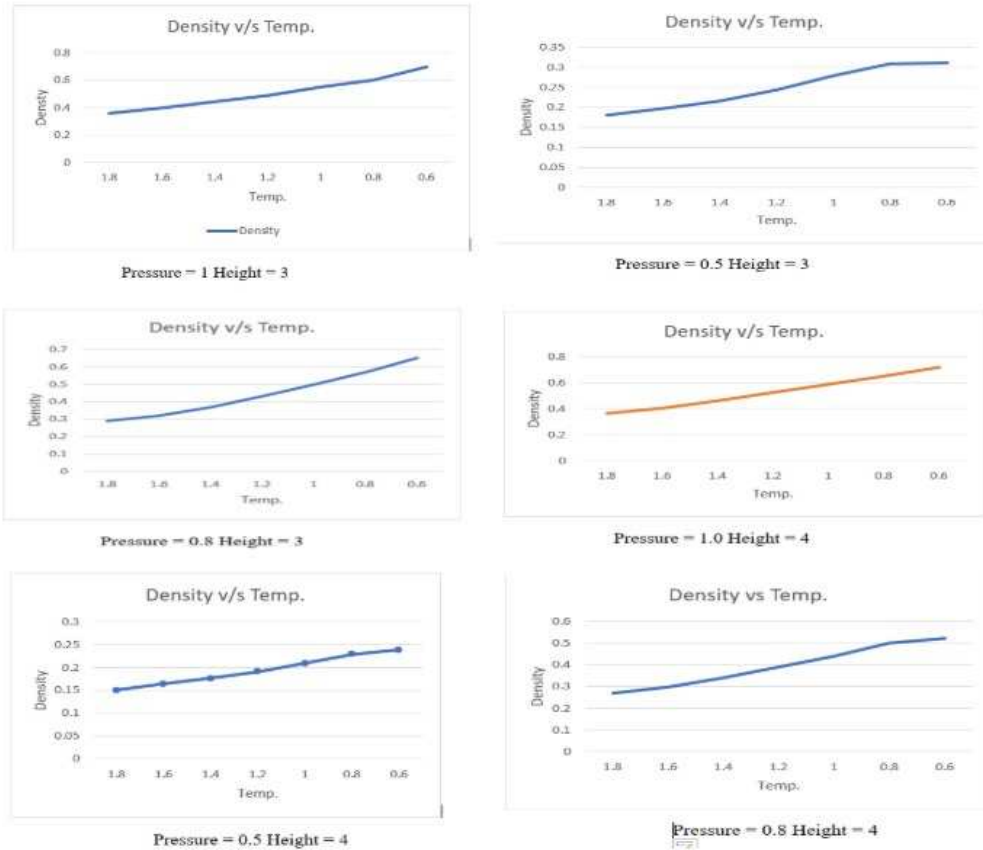 Density v/s Temp.
0.8
0.6
0.4
0.2
0
Density
1.8 1.6 1.4 1.2 1 0.8 0.6
Temp.
Density
Pressure = 1 Height = 3
Density v/s Temp.
0.35
0.3
0.25
0.2
0.15
0.1
0.05
0
Density
1.8 1.6 1.4 1.2 1 0.8 0.6
Temp.
Pressure = 0.5 Height = 3
Density v/s Temp.
0.7
0.6
0.5
0.4
0.3
0.2
0.1
0
Density
1.8 1.6 1.4 1.2 1 0.8 0.6
Temp.
Pressure = 0.8 Height = 3
Density v/s Temp.
0.8
0.6
0.4
0.2
0
Density
1.8 1.6 1.4 1.2 1 0.8 0.6
Temp.
Pressure = 1.0 Height = 4
Density v/s Temp.
0.3
0.25
0.2
0.15
0.1
0.05
0
Density
1.8 1.6 1.4 1.2 1 0.8 0.6
Temp.
Pressure = 0.5 Height = 4
Density vs Temp.
0.6
0.5
0.4
0.3
0.2
0.1
0
Density
1.8 1.6 1.4 1.2 1 0.8 0.6
Temp.
Pressure = 0.8 Height = 4